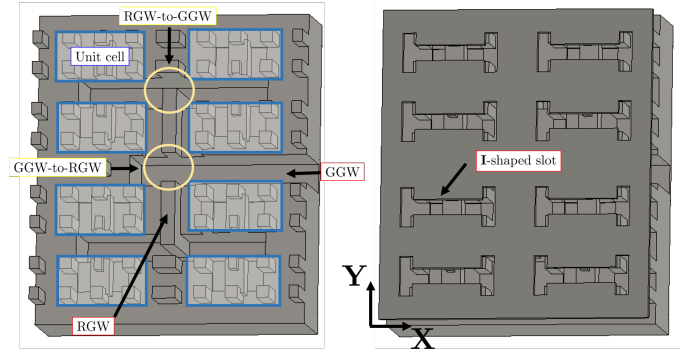 RGW-to-GGW
Unit cell
GGW-to-RGW
GGW
RGW
I-shaped slot
Y
X